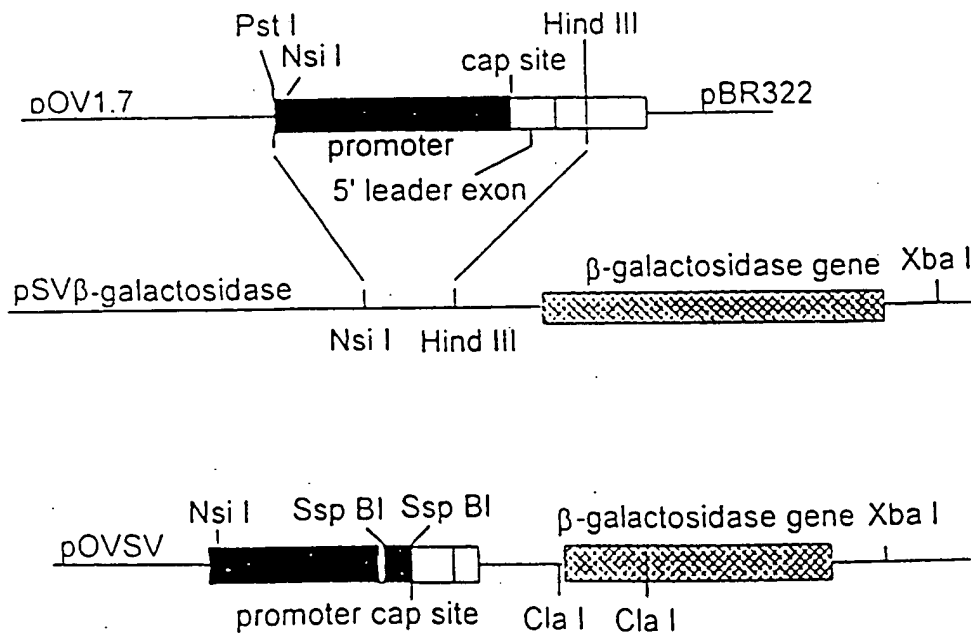 Pst I
Hind III
Nsi I
cap site
pOV1.7
pBR322
promoter
5' leader exon
pSVβ-galactosidase
β-galactosidase gene
Xba I
Nsi I
Hind III
Nsi I
Ssp BI
Ssp BI
β-galactosidase gene
Xba I
pOVSV
promoter cap site
Cla I
Cla I